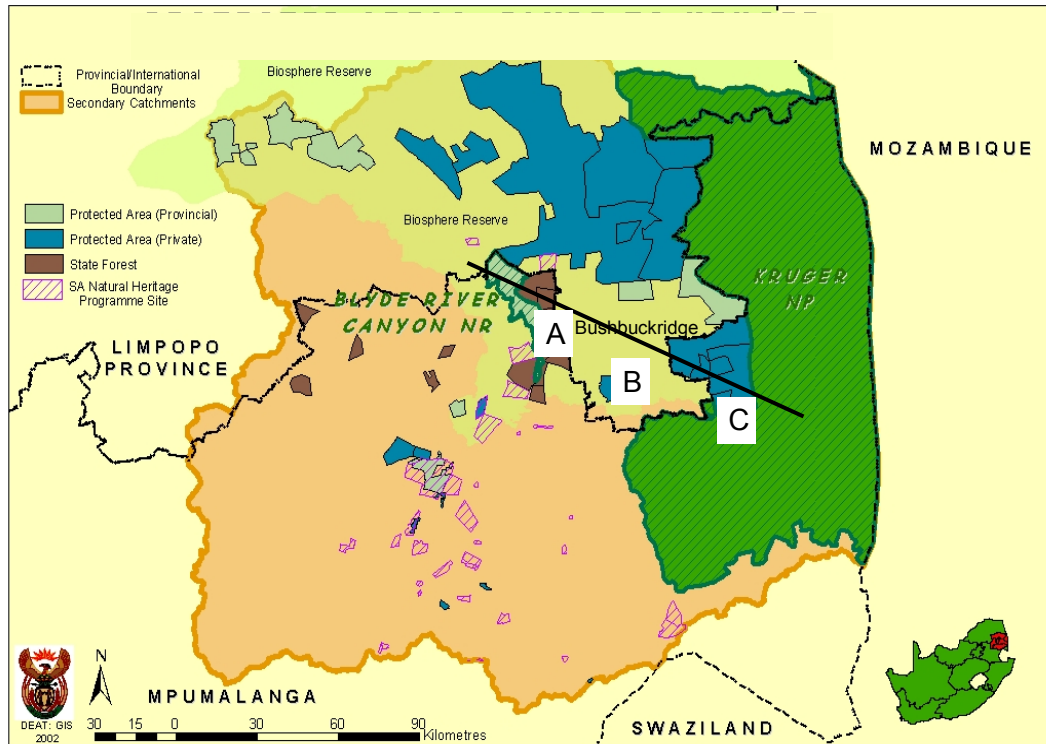 Provincial/International
Boundary
Secondary Catchments
Biosphere Reserve
MOZAMBIQUE
Protected Area (Provincial)
Protected Area (Private)
State Forest
SA Natural Heritage
Programme Site
Biosphere Reserve
KRUGER
NP
BLYDE RIVER
CANYON NR
LIMPOPO
PROVINCE
A
Bushbuckridge
B
C
N
DEAT: GIS
2002
MPUMALANGA
30 15 0 30 60 90
Kilometres
SWAZILAND